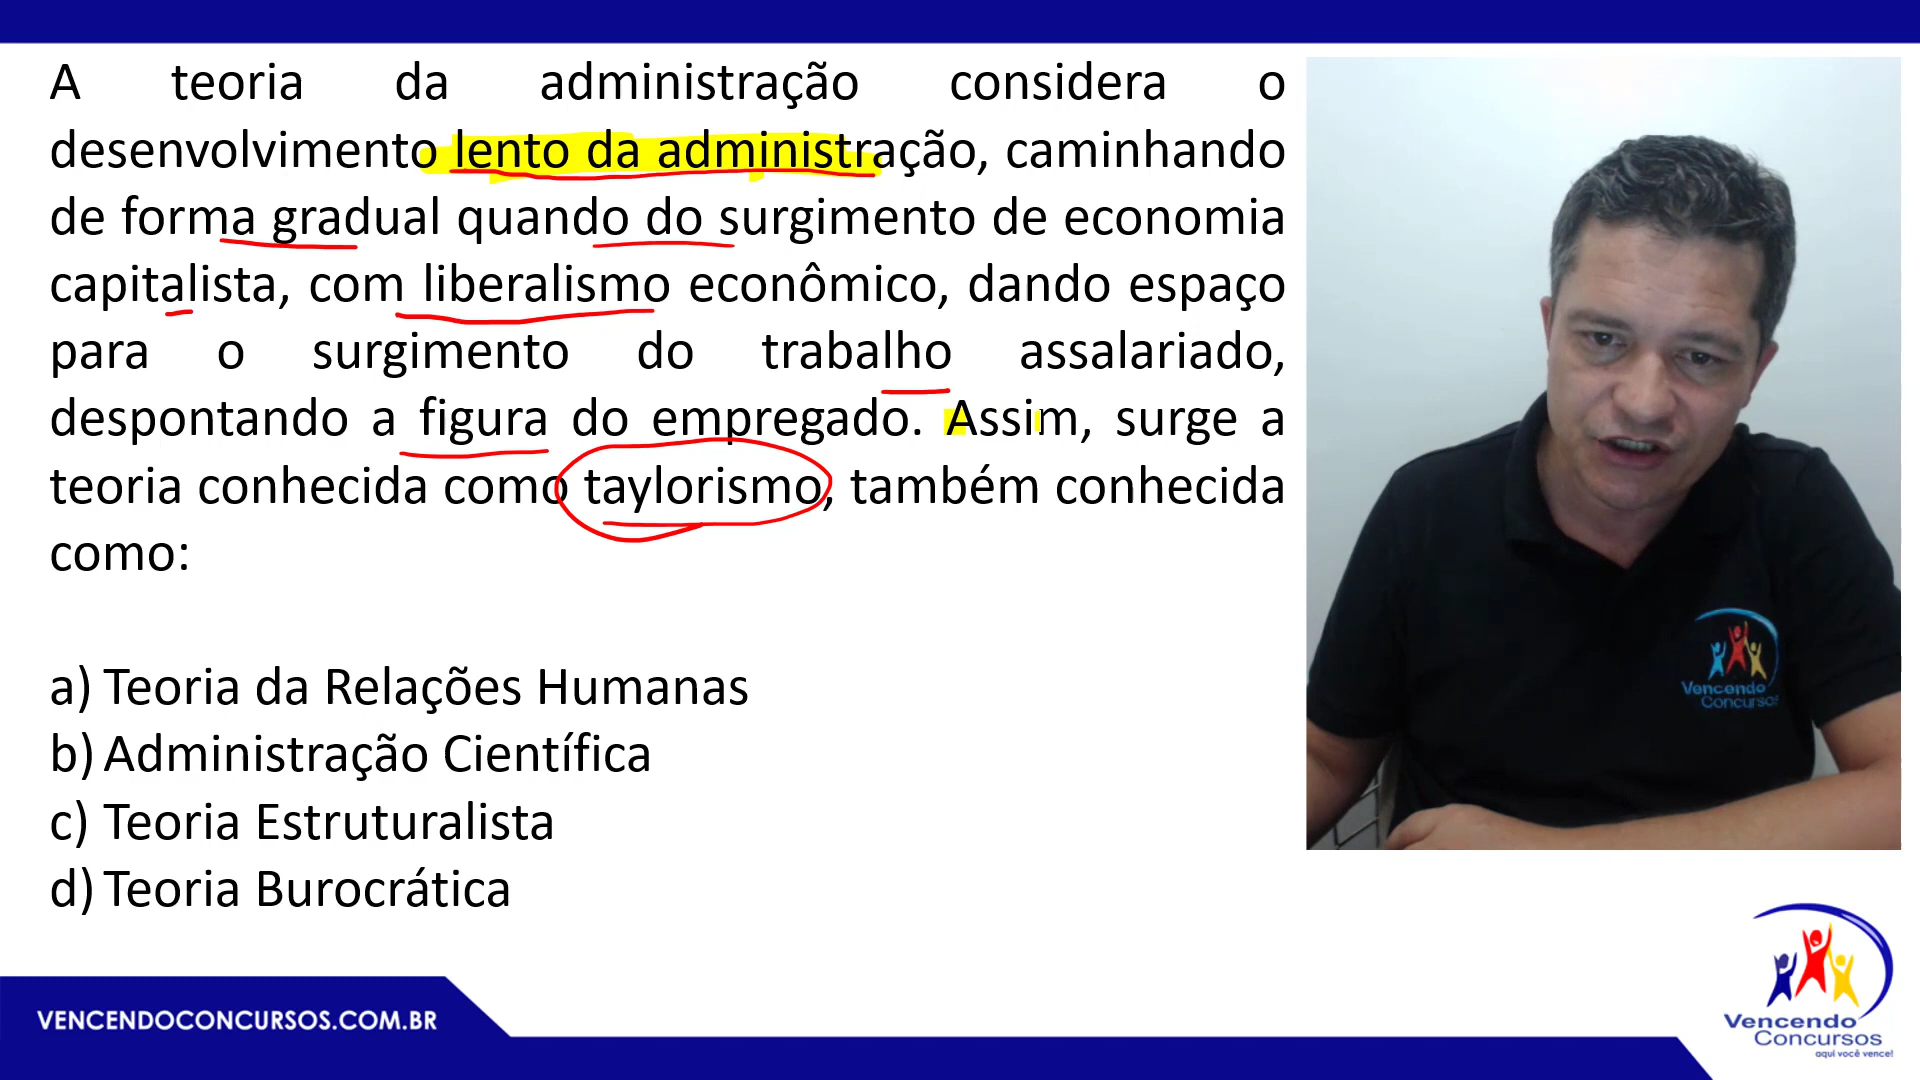 A teoria da administração considera o
desenvolvimento lento da administração, caminhando
de forma gradual quando do surgimento de economia
capitalista, com liberalismo econômico, dando espaço
para o surgimento do trabalho assalariado,
despontando a figura do empregado. Assim, surge a
teoria conhecida como taylorismo, também conhecida
como:
a) Teoria da Relações Humanas
b) Administração Científica
c) Teoria Estruturalista
d) Teoria Burocrática
Vencendo
Concursos
VENCENDOCONCURSOS.COM.BR
Vencendo
Concursos
aqui você vence!